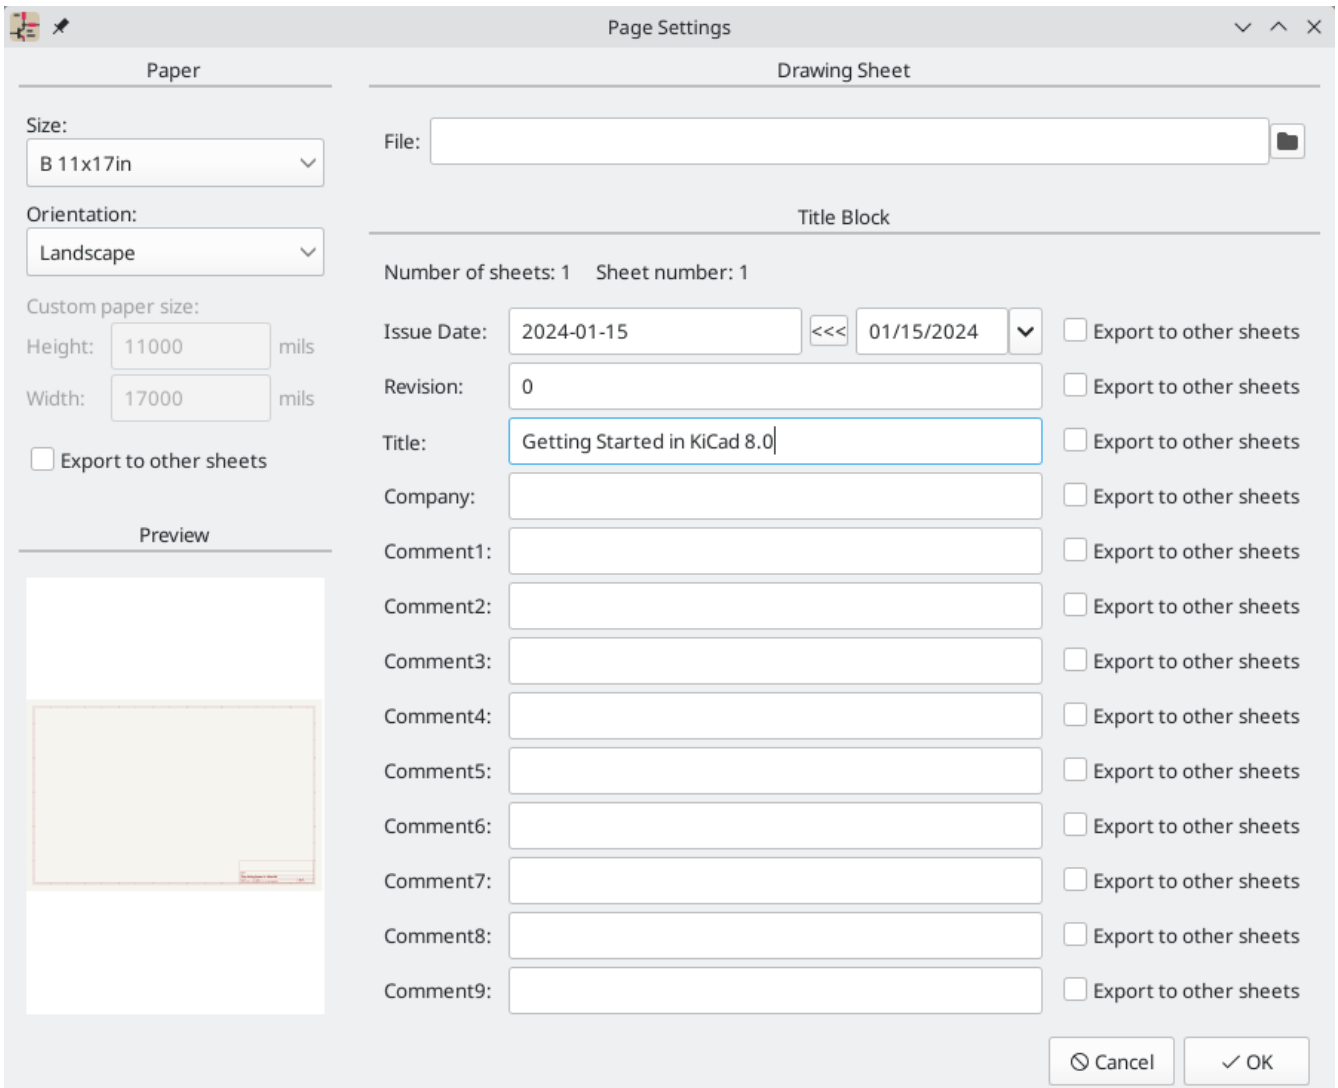 Page Settings
Paper
Size:
B 11x17in
Orientation:
Landscape
Custom paper size:
Height: 11000 mils
Width: 17000 mils
Export to other sheets
Preview
Drawing Sheet
File:
Title Block
Number of sheets: 1 Sheet number: 1
Issue Date: 2024-01-15 <<< 01/15/2024 Export to other sheets
Revision: 0 Export to other sheets
Title: Getting Started in KiCad 8.0 Export to other sheets
Company: Export to other sheets
Comment1: Export to other sheets
Comment2: Export to other sheets
Comment3: Export to other sheets
Comment4: Export to other sheets
Comment5: Export to other sheets
Comment6: Export to other sheets
Comment7: Export to other sheets
Comment8: Export to other sheets
Comment9: Export to other sheets
Cancel OK